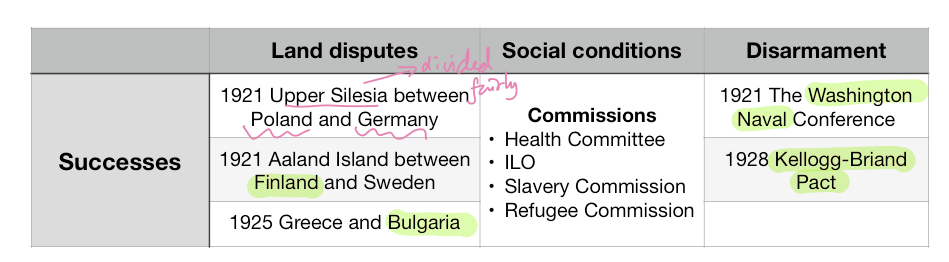 Land disputes
Social conditions
Disarmament
Successes
1921 Upper Silesia between
Poland and Germany
divided
fairly
1921 Aaland Island between
Finland and Sweden
1925 Greece and Bulgaria
Commissions
• Health Committee
• ILO
• Slavery Commission
• Refugee Commission
1921 The Washington
Naval Conference
1928 Kellogg-Briand
Pact